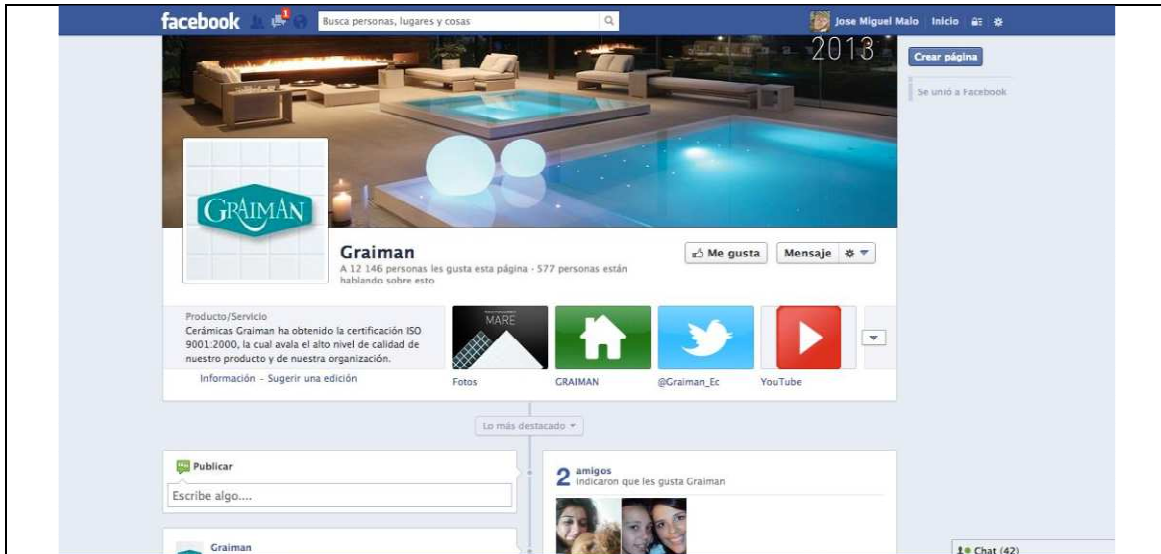 facebook
1
Busca personas, lugares y cosas
Jose Miguel Malo
Inicio
2013
Crear página
Se unió a Facebook
GRAIMAN
Graiman
A 12 146 personas les gusta esta página · 577 personas están
hablando sobre esto
Me gusta
Mensaje
Producto/Servicio
Cerámicas Graiman ha obtenido la certificación ISO
9001:2000, la cual avala el alto nivel de calidad de
nuestro producto y de nuestra organización.
Información - Sugerir una edición
MARE
Fotos
GRAIMAN
@Graiman_Ec
YouTube
Lo más destacado
Publicar
Escribe algo....
2 amigos
indicaron que les gusta Graiman
Graiman
Chat (42)